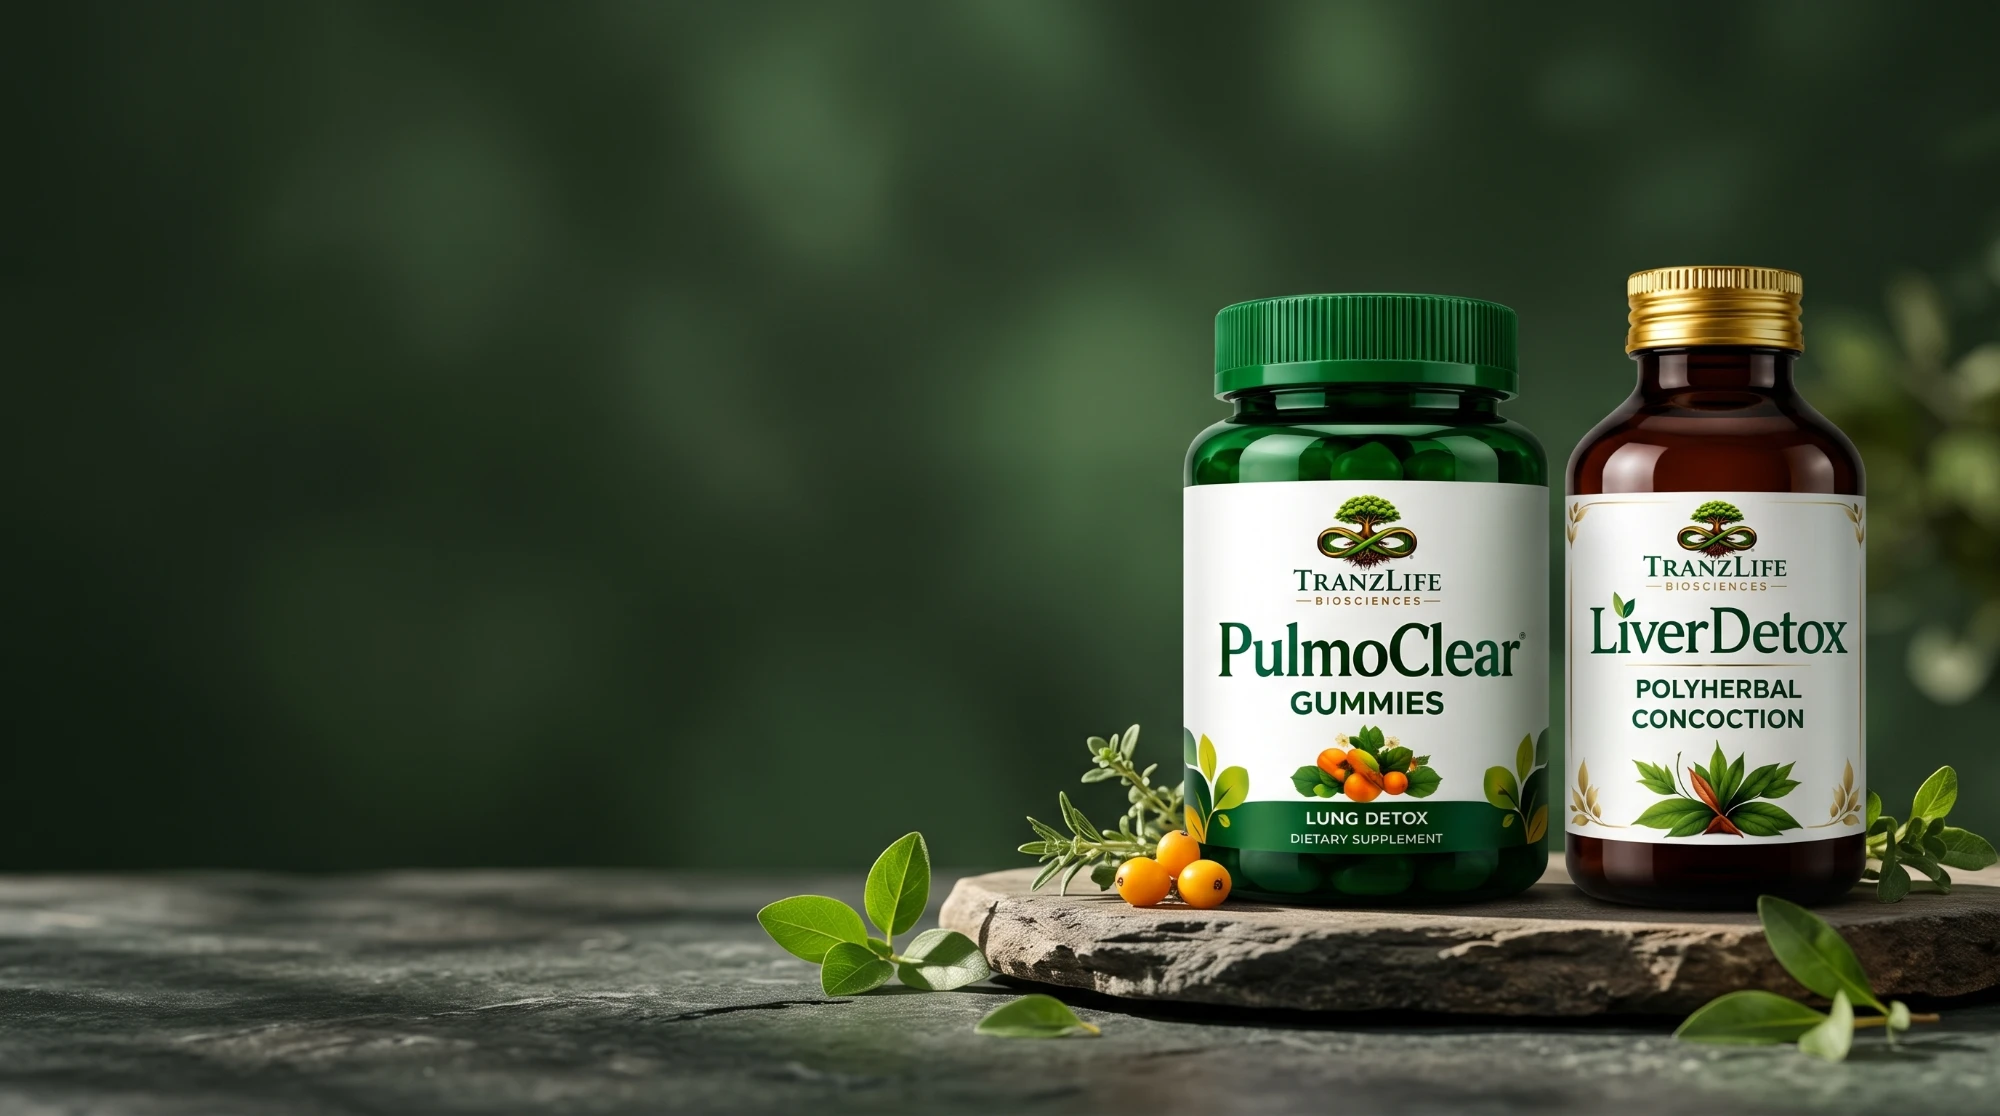 TRANZLIFE
BIOSCIENCES
PulmoClear®
GUMMIES
LUNG DETOX
DIETARY SUPPLEMENT
TRANZLIFE
BIOSCIENCES
LiverDetox
POLYHERBAL
CONCOCTION